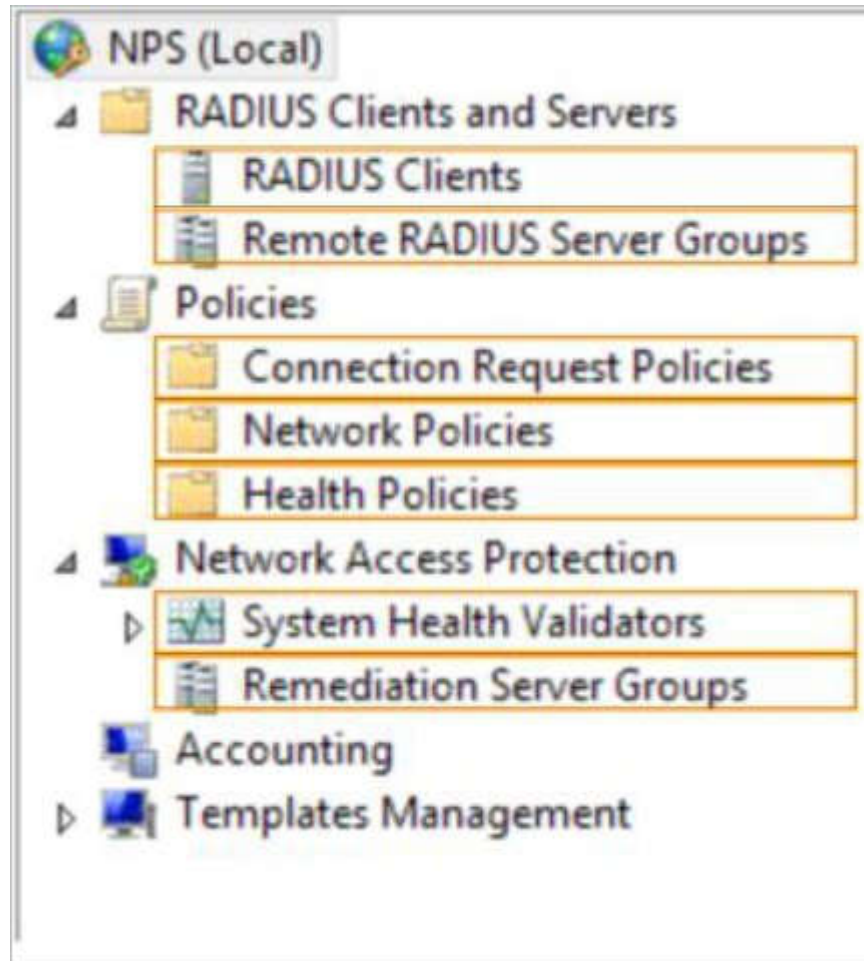 NPS (Local)
RADIUS Clients and Servers
RADIUS Clients
Remote RADIUS Server Groups
Policies
Connection Request Policies
Network Policies
Health Policies
Network Access Protection
System Health Validators
Remediation Server Groups
Accounting
Templates Management